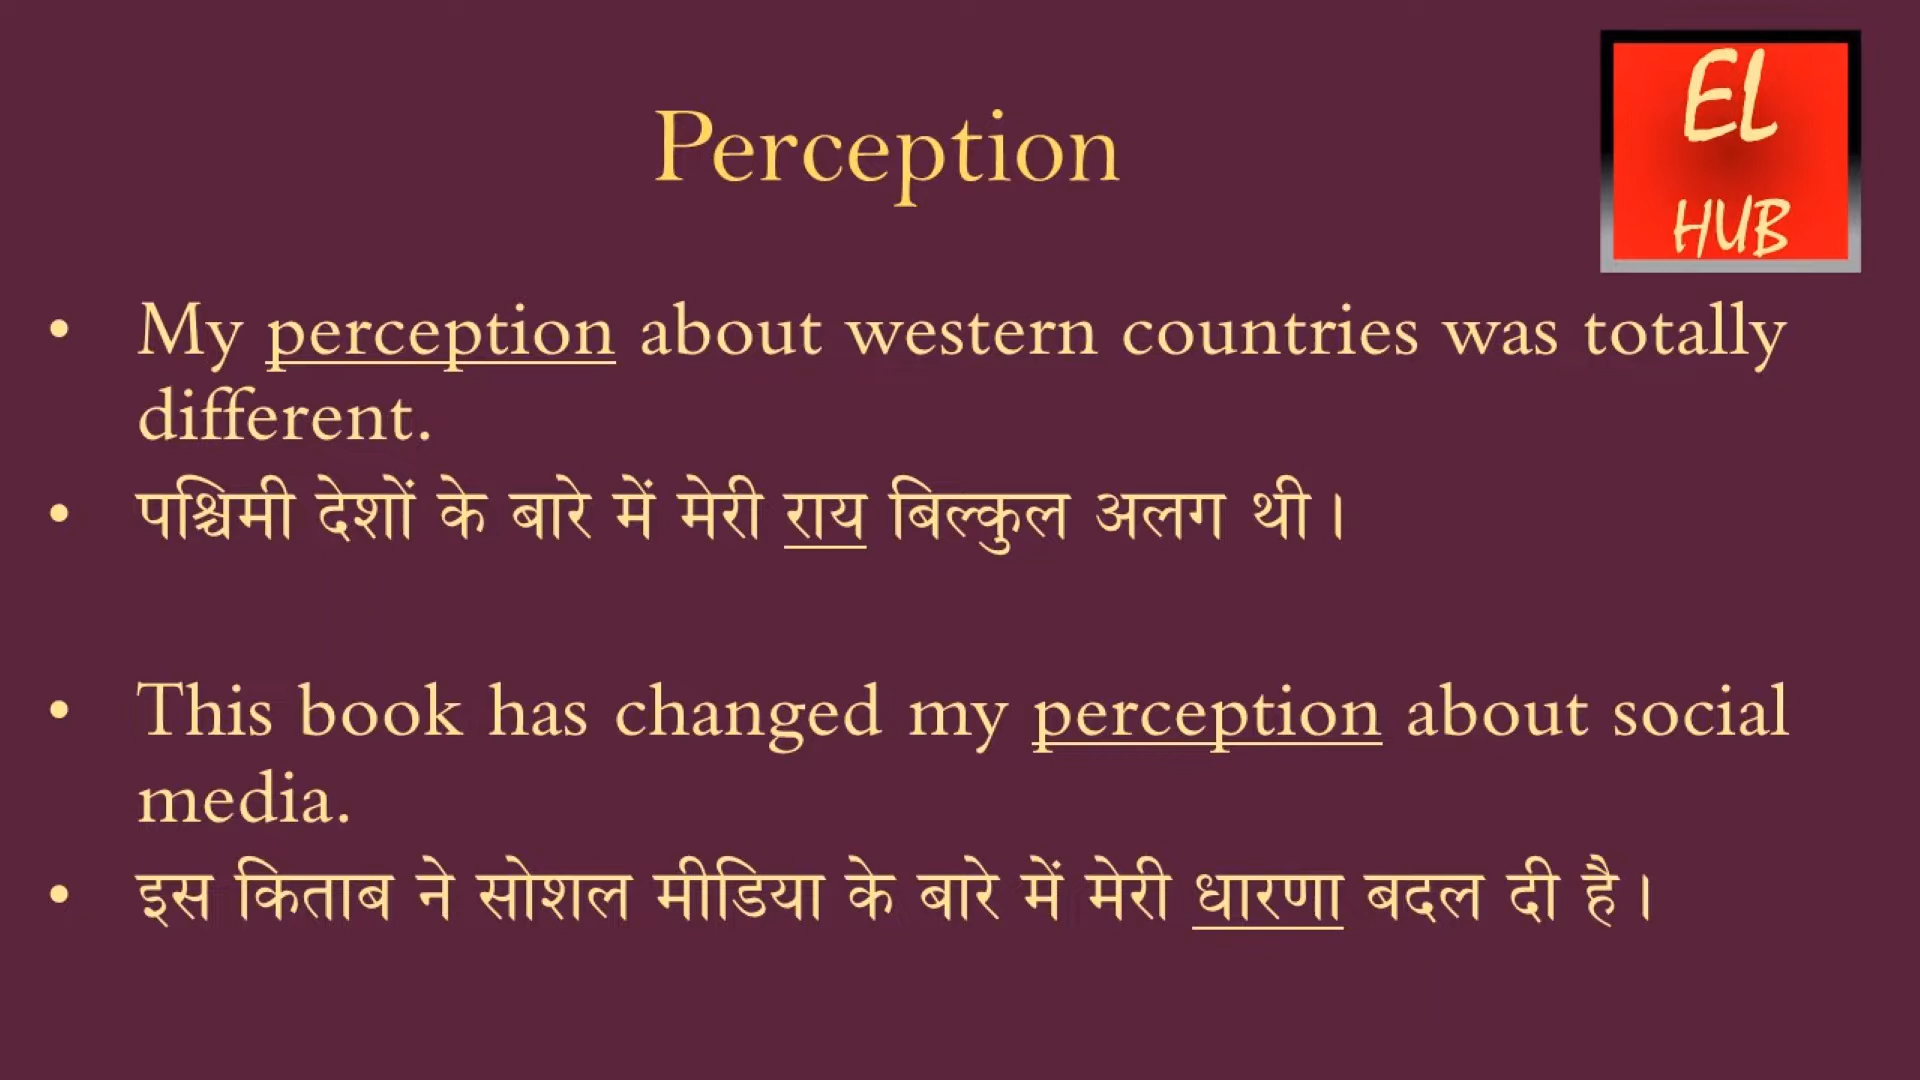 EL
HUB
Perception
• My perception about western countries was totally
different.
• पश्चिमी देशों के बारे में मेरी राय बिल्कुल अलग थी।
• This book has changed my perception about social
media.
• इस किताब ने सोशल मीडिया के बारे में मेरी धारणा बदल दी है।